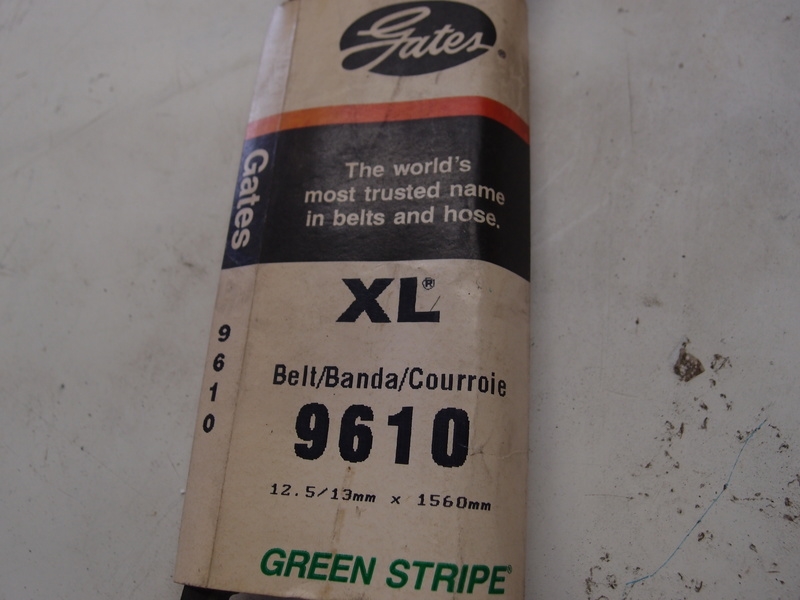 Gates®
The world's
most trusted name
in belts and hose.
Gates
XL®
Belt/Banda/Courroie
9610
12.5/13mm x 1560mm
GREEN STRIPE®
9610